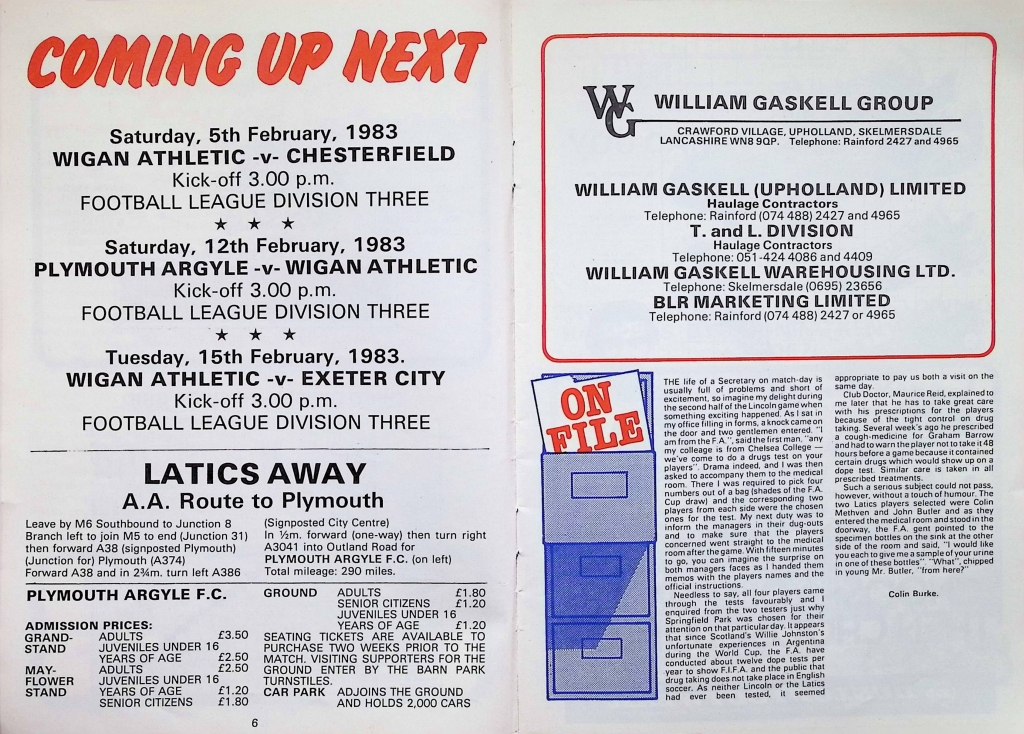 COMING UP NEXT
Saturday, 5th February, 1983
WIGAN ATHLETIC -v- CHESTERFIELD
Kick-off 3.00 p.m.
FOOTBALL LEAGUE DIVISION THREE
★ ★ ★
Saturday, 12th February, 1983
PLYMOUTH ARGYLE -v- WIGAN ATHLETIC
Kick-off 3.00 p.m.
FOOTBALL LEAGUE DIVISION THREE
★ ★ ★
Tuesday, 15th February, 1983.
WIGAN ATHLETIC -v- EXETER CITY
Kick-off 3.00 p.m.
FOOTBALL LEAGUE DIVISION THREE
LATICS AWAY
A.A. Route to Plymouth
Leave by M6 Southbound to Junction 8
Branch left to join M5 to end (Junction 31)
then forward A38 (signposted Plymouth)
(Junction for) Plymouth (A374)
Forward A38 and in 2¾m. turn left A386
(Signposted City Centre)
In ½m. forward (one-way) then turn right
A3041 into Outland Road for
PLYMOUTH ARGYLE F.C. (on left)
Total mileage: 290 miles.
PLYMOUTH ARGYLE F.C.
ADMISSION PRICES:
GRAND- ADULTS £3.50
STAND JUVENILES UNDER 16
YEARS OF AGE £2.50
MAY- ADULTS £2.50
FLOWER JUVENILES UNDER 16
STAND YEARS OF AGE £1.20
SENIOR CITIZENS £1.80
GROUND ADULTS £1.80
SENIOR CITIZENS £1.20
JUVENILES UNDER 16
YEARS OF AGE £1.20
SEATING TICKETS ARE AVAILABLE TO
PURCHASE TWO WEEKS PRIOR TO THE
MATCH. VISITING SUPPORTERS FOR THE
GROUND ENTER BY THE BARN PARK
TURNSTILES.
CAR PARK ADJOINS THE GROUND
AND HOLDS 2,000 CARS
6
WG
WILLIAM GASKELL GROUP
CRAWFORD VILLAGE, UPHOLLAND, SKELMERSDALE
LANCASHIRE WN8 9QP. Telephone: Rainford 2427 and 4965
WILLIAM GASKELL (UPHOLLAND) LIMITED
Haulage Contractors
Telephone: Rainford (074 488) 2427 and 4965
T. and L. DIVISION
Haulage Contractors
Telephone: 051-424 4086 and 4409
WILLIAM GASKELL WAREHOUSING LTD.
Telephone: Skelmersdale (0695) 23656
BLR MARKETING LIMITED
Telephone: Rainford (074 488) 2427 or 4965
ON
FILE
THE life of a Secretary on match-day is
usually full of problems and short of
excitement, so imagine my delight during
the second half of the Lincoln game when
something exciting happened. As I sat in
my office filling in forms, a knock came on
the door and two gentlemen entered. "I
am from the F.A.", said the first man. "any
my colleage is from Chelsea College —
we've come to do a drugs test on your
players". Drama indeed, and I was then
asked to accompany them to the medical
room. There I was required to pick four
numbers out of a bag (shades of the F.A.
Cup draw) and the corresponding two
players from each side were the chosen
ones for the test. My next duty was to
inform the managers in their dug-outs
and to make sure that the players
concerned went straight to the medical
room after the game. With fifteen minutes
to go, you can imagine the surprise on
both managers faces as I handed them
memos with the players names and the
official instructions.
Needless to say, all four players came
through the tests favourably and I
enquired from the two testers just why
Springfield Park was chosen for their
attention on that particular day. It appears
that since Scotland's Willie Johnston's
unfortunate experiences in Argentina
during the World Cup, the F.A. have
conducted about twelve dope tests per
year to show F.I.F.A. and the public that
drug taking does not take place in English
soccer. As neither Lincoln or the Latics
had ever been tested, it seemed
appropriate to pay us both a visit on the
same day.
Club Doctor, Maurice Reid, explained to
me later that he has to take great care
with his prescriptions for the players
because of the tight control on drug
taking. Several week's ago he prescribed
a cough-medicine for Graham Barrow
and had to warn the player not to take it 48
hours before a game because it contained
certain drugs which would show up on a
dope test. Similar care is taken in all
prescribed treatments.
Such a serious subject could not pass,
however, without a touch of humour. The
two Latics players selected were Colin
Methven and John Butler and as they
entered the medical room and stood in the
doorway, the F.A. gent pointed to the
specimen bottles on the sink at the other
side of the room and said, "I would like
you each to give me a sample of your urine
in one of these bottles". "What", chipped
in young Mr. Butler, "from here?"
Colin Burke.